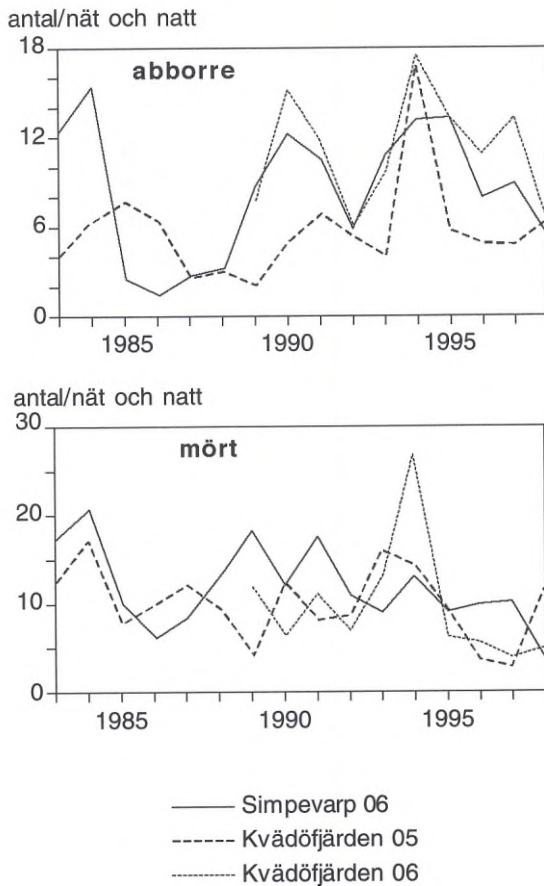 antal/nät och natt
18
abborre
12
6
0
1985 1990 1995
antal/nät och natt
30
mört
20
10
0
1985 1990 1995
Simpevarp 06
Kvädöfjärden 05
Kvädöfjärden 06